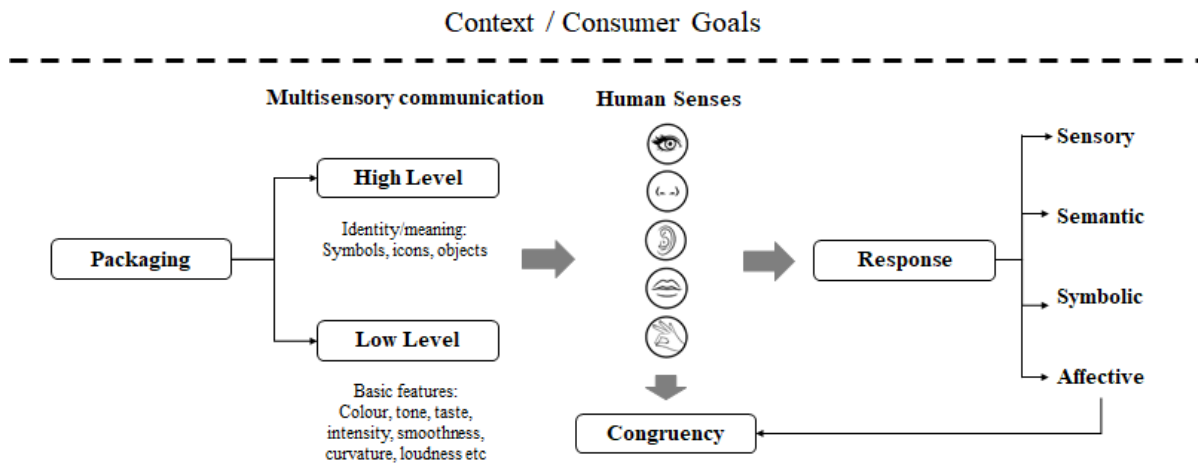 Context / Consumer Goals
Multisensory communication
Human Senses
High Level
Identity/meaning:
Symbols, icons, objects
Packaging
Low Level
Basic features:
Colour, tone, taste,
intensity, smoothness,
curvature, loudness etc
Congruency
Response
Sensory
Semantic
Symbolic
Affective